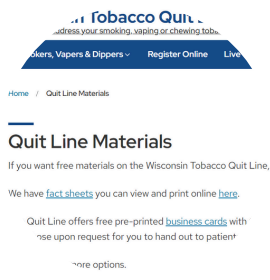 Tobacco Quit
your smoking, vaping or chewing
Vapers & Dippers Register Online Live
Home / Quit Line Materials
Quit Line Materials
If you want free materials on the Wisconsin Tobacco Quit Line,
We have fact sheets you can view and print online here.
Quit Line offers free pre-printed business cards with
upon request for you to hand out to
options.